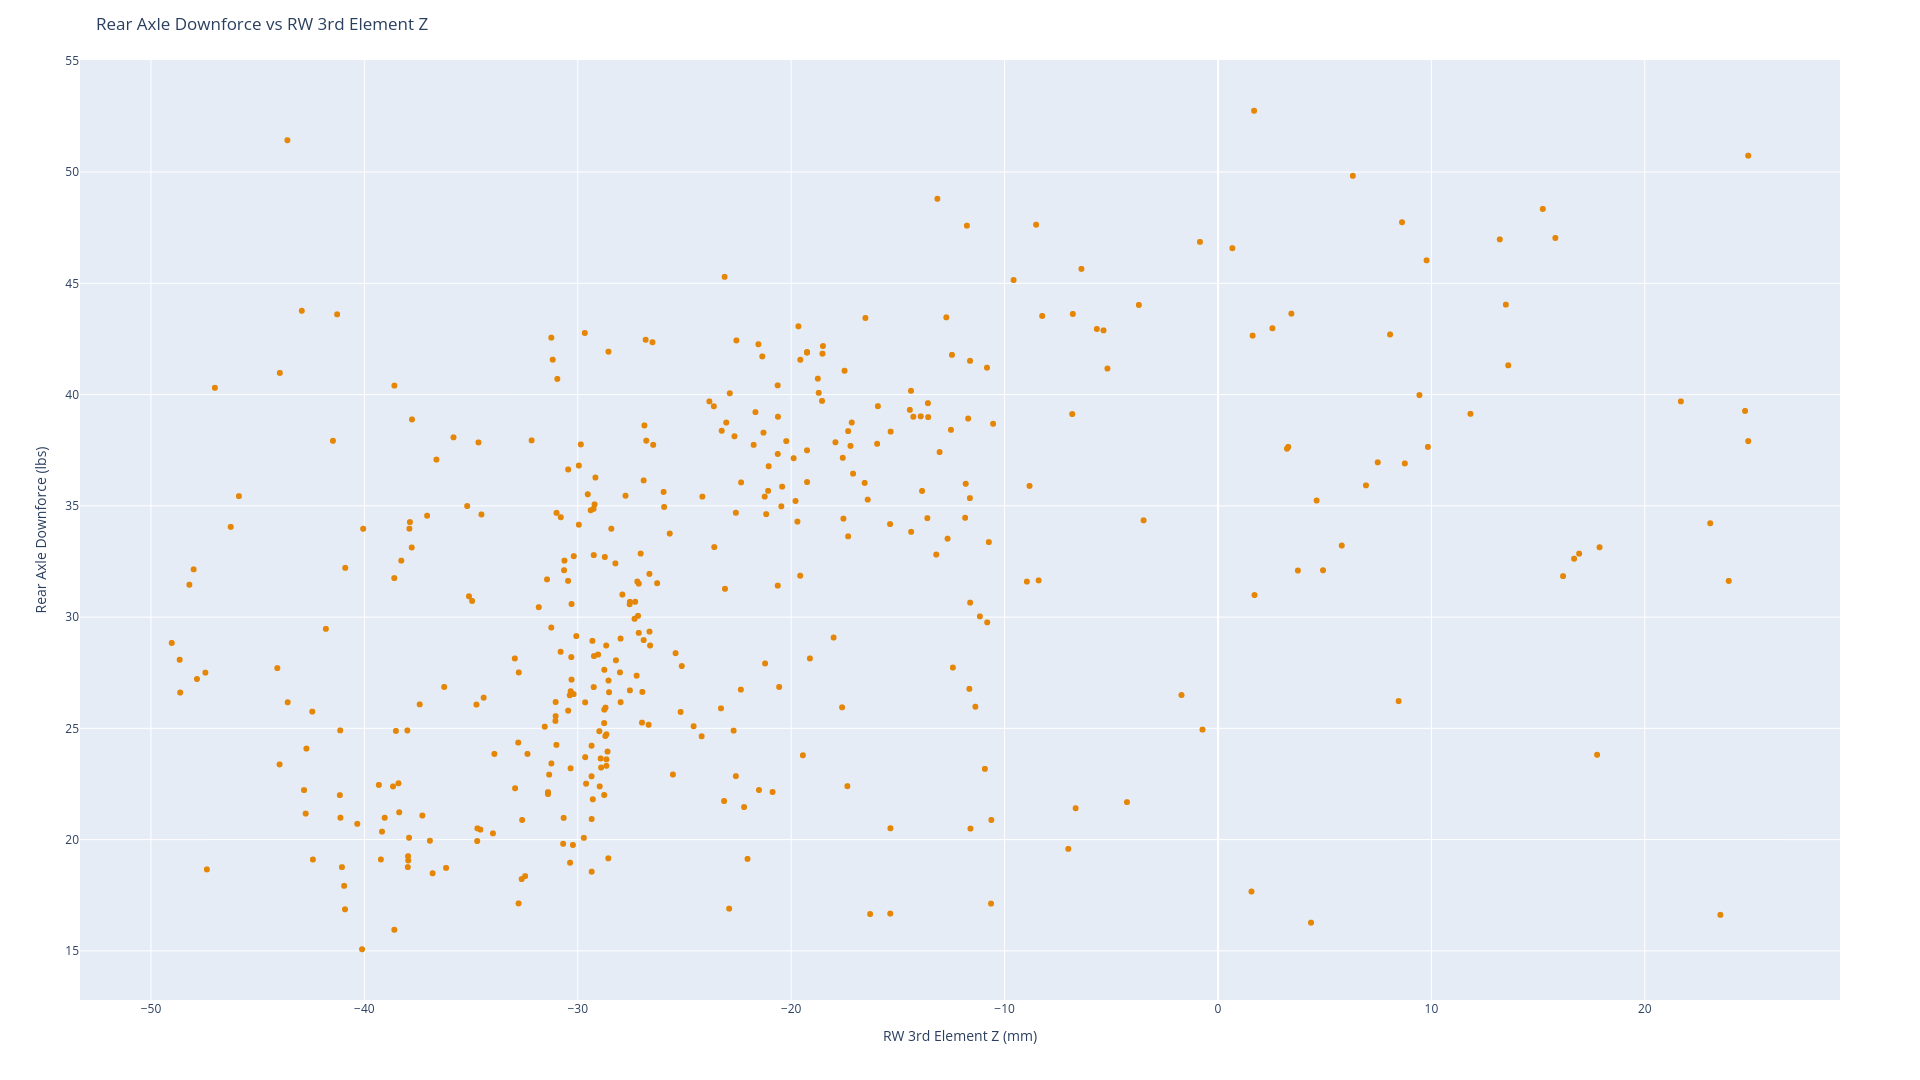 Rear Axle Downforce vs RW 3rd Element Z
55
50
45
40
35
30
25
20
15
Rear Axle Downforce (lbs)
−50 −40 −30 −20 −10 0 10 20
RW 3rd Element Z (mm)